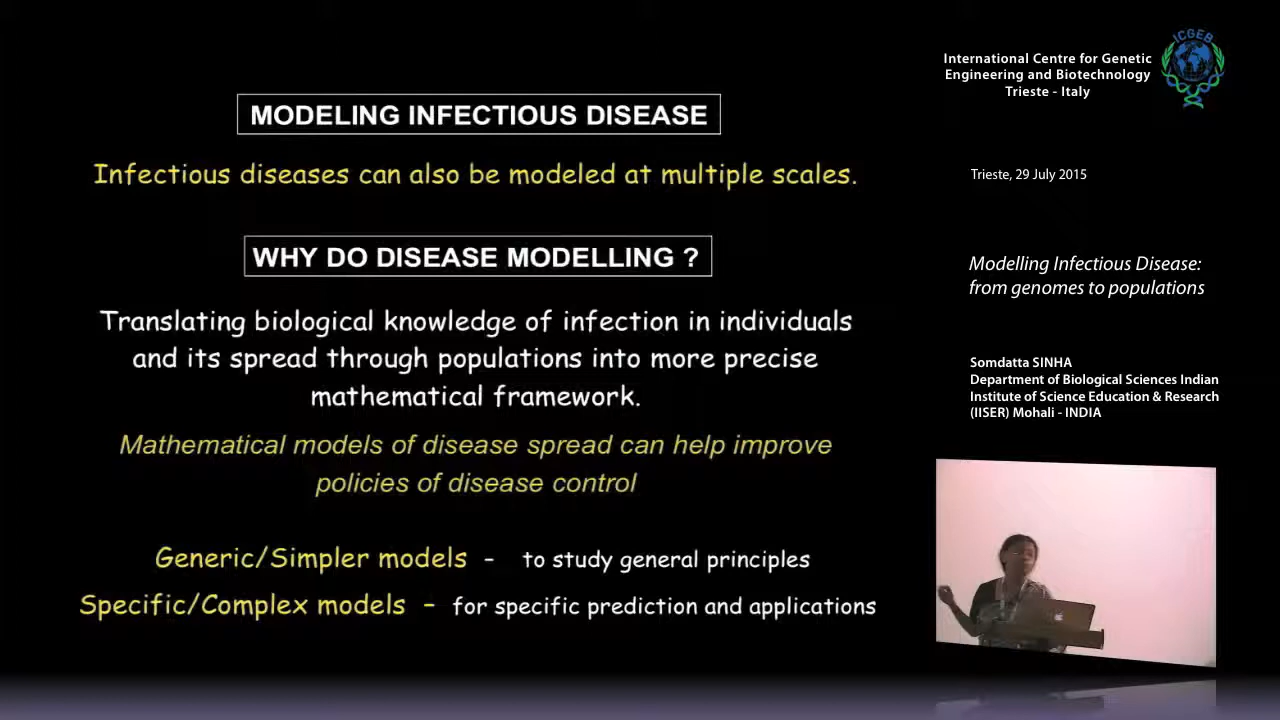 MODELING INFECTIOUS DISEASE
Infectious diseases can also be modeled at multiple scales.
WHY DO DISEASE MODELLING ?
Translating biological knowledge of infection in individuals
and its spread through populations into more precise
mathematical framework.
Mathematical models of disease spread can help improve
policies of disease control
Generic/Simpler models - to study general principles
Specific/Complex models - for specific prediction and applications
International Centre for Genetic
Engineering and Biotechnology
Trieste - Italy
ICGEB
Trieste, 29 July 2015
Modelling Infectious Disease:
from genomes to populations
Somdatta SINHA
Department of Biological Sciences Indian
Institute of Science Education & Research
(IISER) Mohali - INDIA